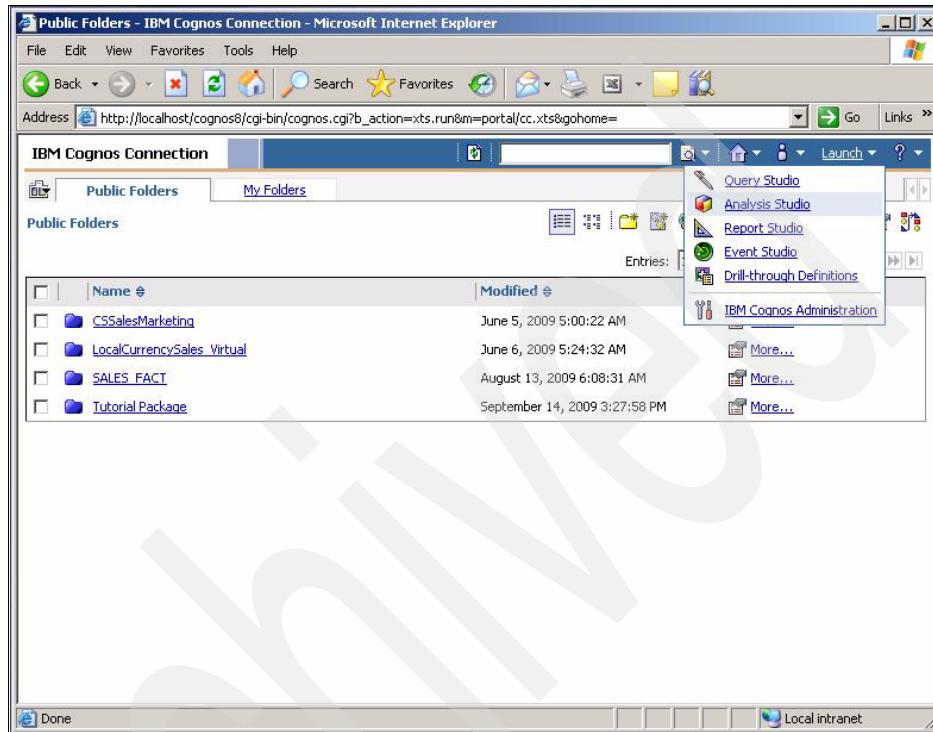 Public Folders - IBM Cognos Connection - Microsoft Internet Explorer
File Edit View Favorites Tools Help
Back Search Favorites
Address http://localhost/cognos8/cgi-bin/cognos.cgi?b_action=xts.run&m=portal/cc.xts&gohome= Go Links »
IBM Cognos Connection Launch ?
Public Folders My Folders
Query Studio
Analysis Studio
Report Studio
Event Studio
Drill-through Definitions
IBM Cognos Administration
Public Folders
Entries:
Name Modified
CSSalesMarketing June 5, 2009 5:00:22 AM
LocalCurrencySales_Virtual June 6, 2009 5:24:32 AM More...
SALES_FACT August 13, 2009 6:08:31 AM More...
Tutorial Package September 14, 2009 3:27:58 PM More...
Done Local intranet
hived